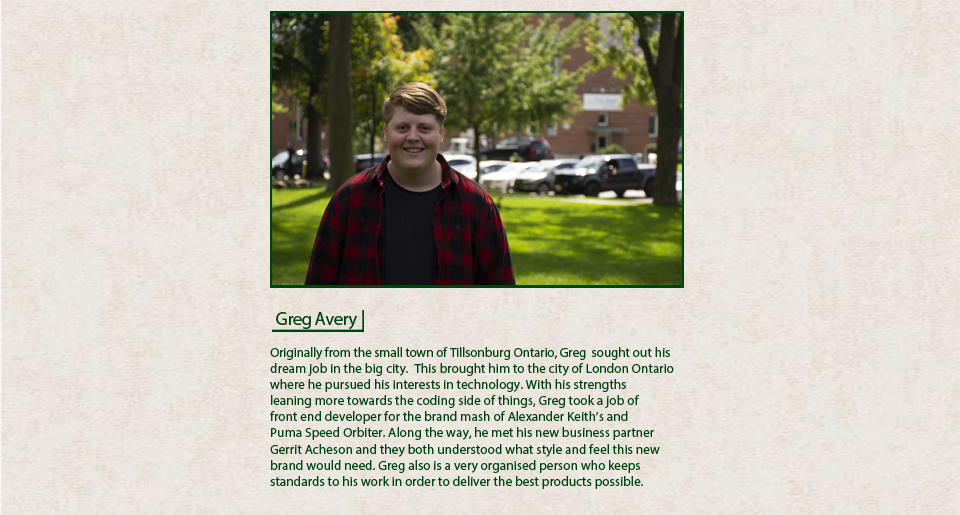 Greg Avery
Originally from the small town of Tillsonburg Ontario, Greg sought out his
dream job in the big city. This brought him to the city of London Ontario
where he pursued his interests in technology. With his strengths
leaning more towards the coding side of things, Greg took a job of
front end developer for the brand mash of Alexander Keith's and
Puma Speed Orbiter. Along the way, he met his new business partner
Gerrit Acheson and they both understood what style and feel this new
brand would need. Greg also is a very organised person who keeps
standards to his work in order to deliver the best products possible.